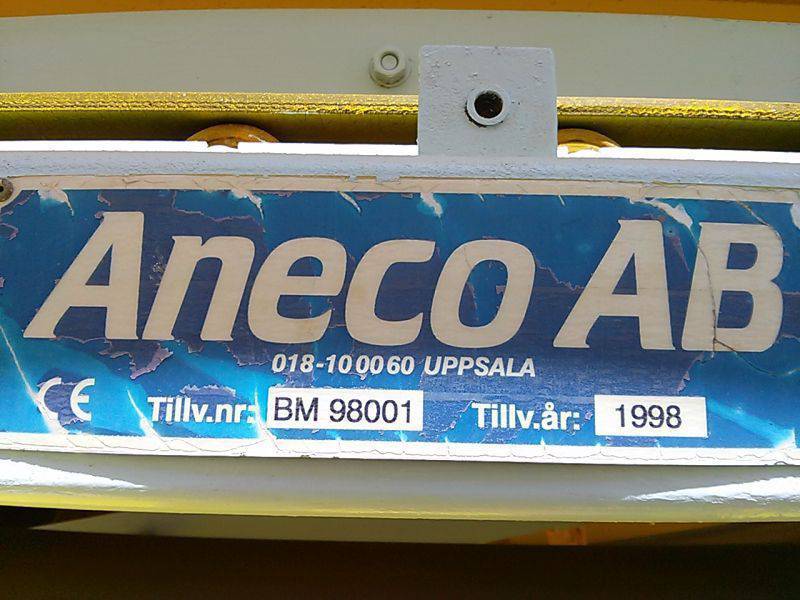 Aneco AB
018-10 00 60 UPPSALA
CE Tillv.nr: BM 98001 Tillv.år: 1998